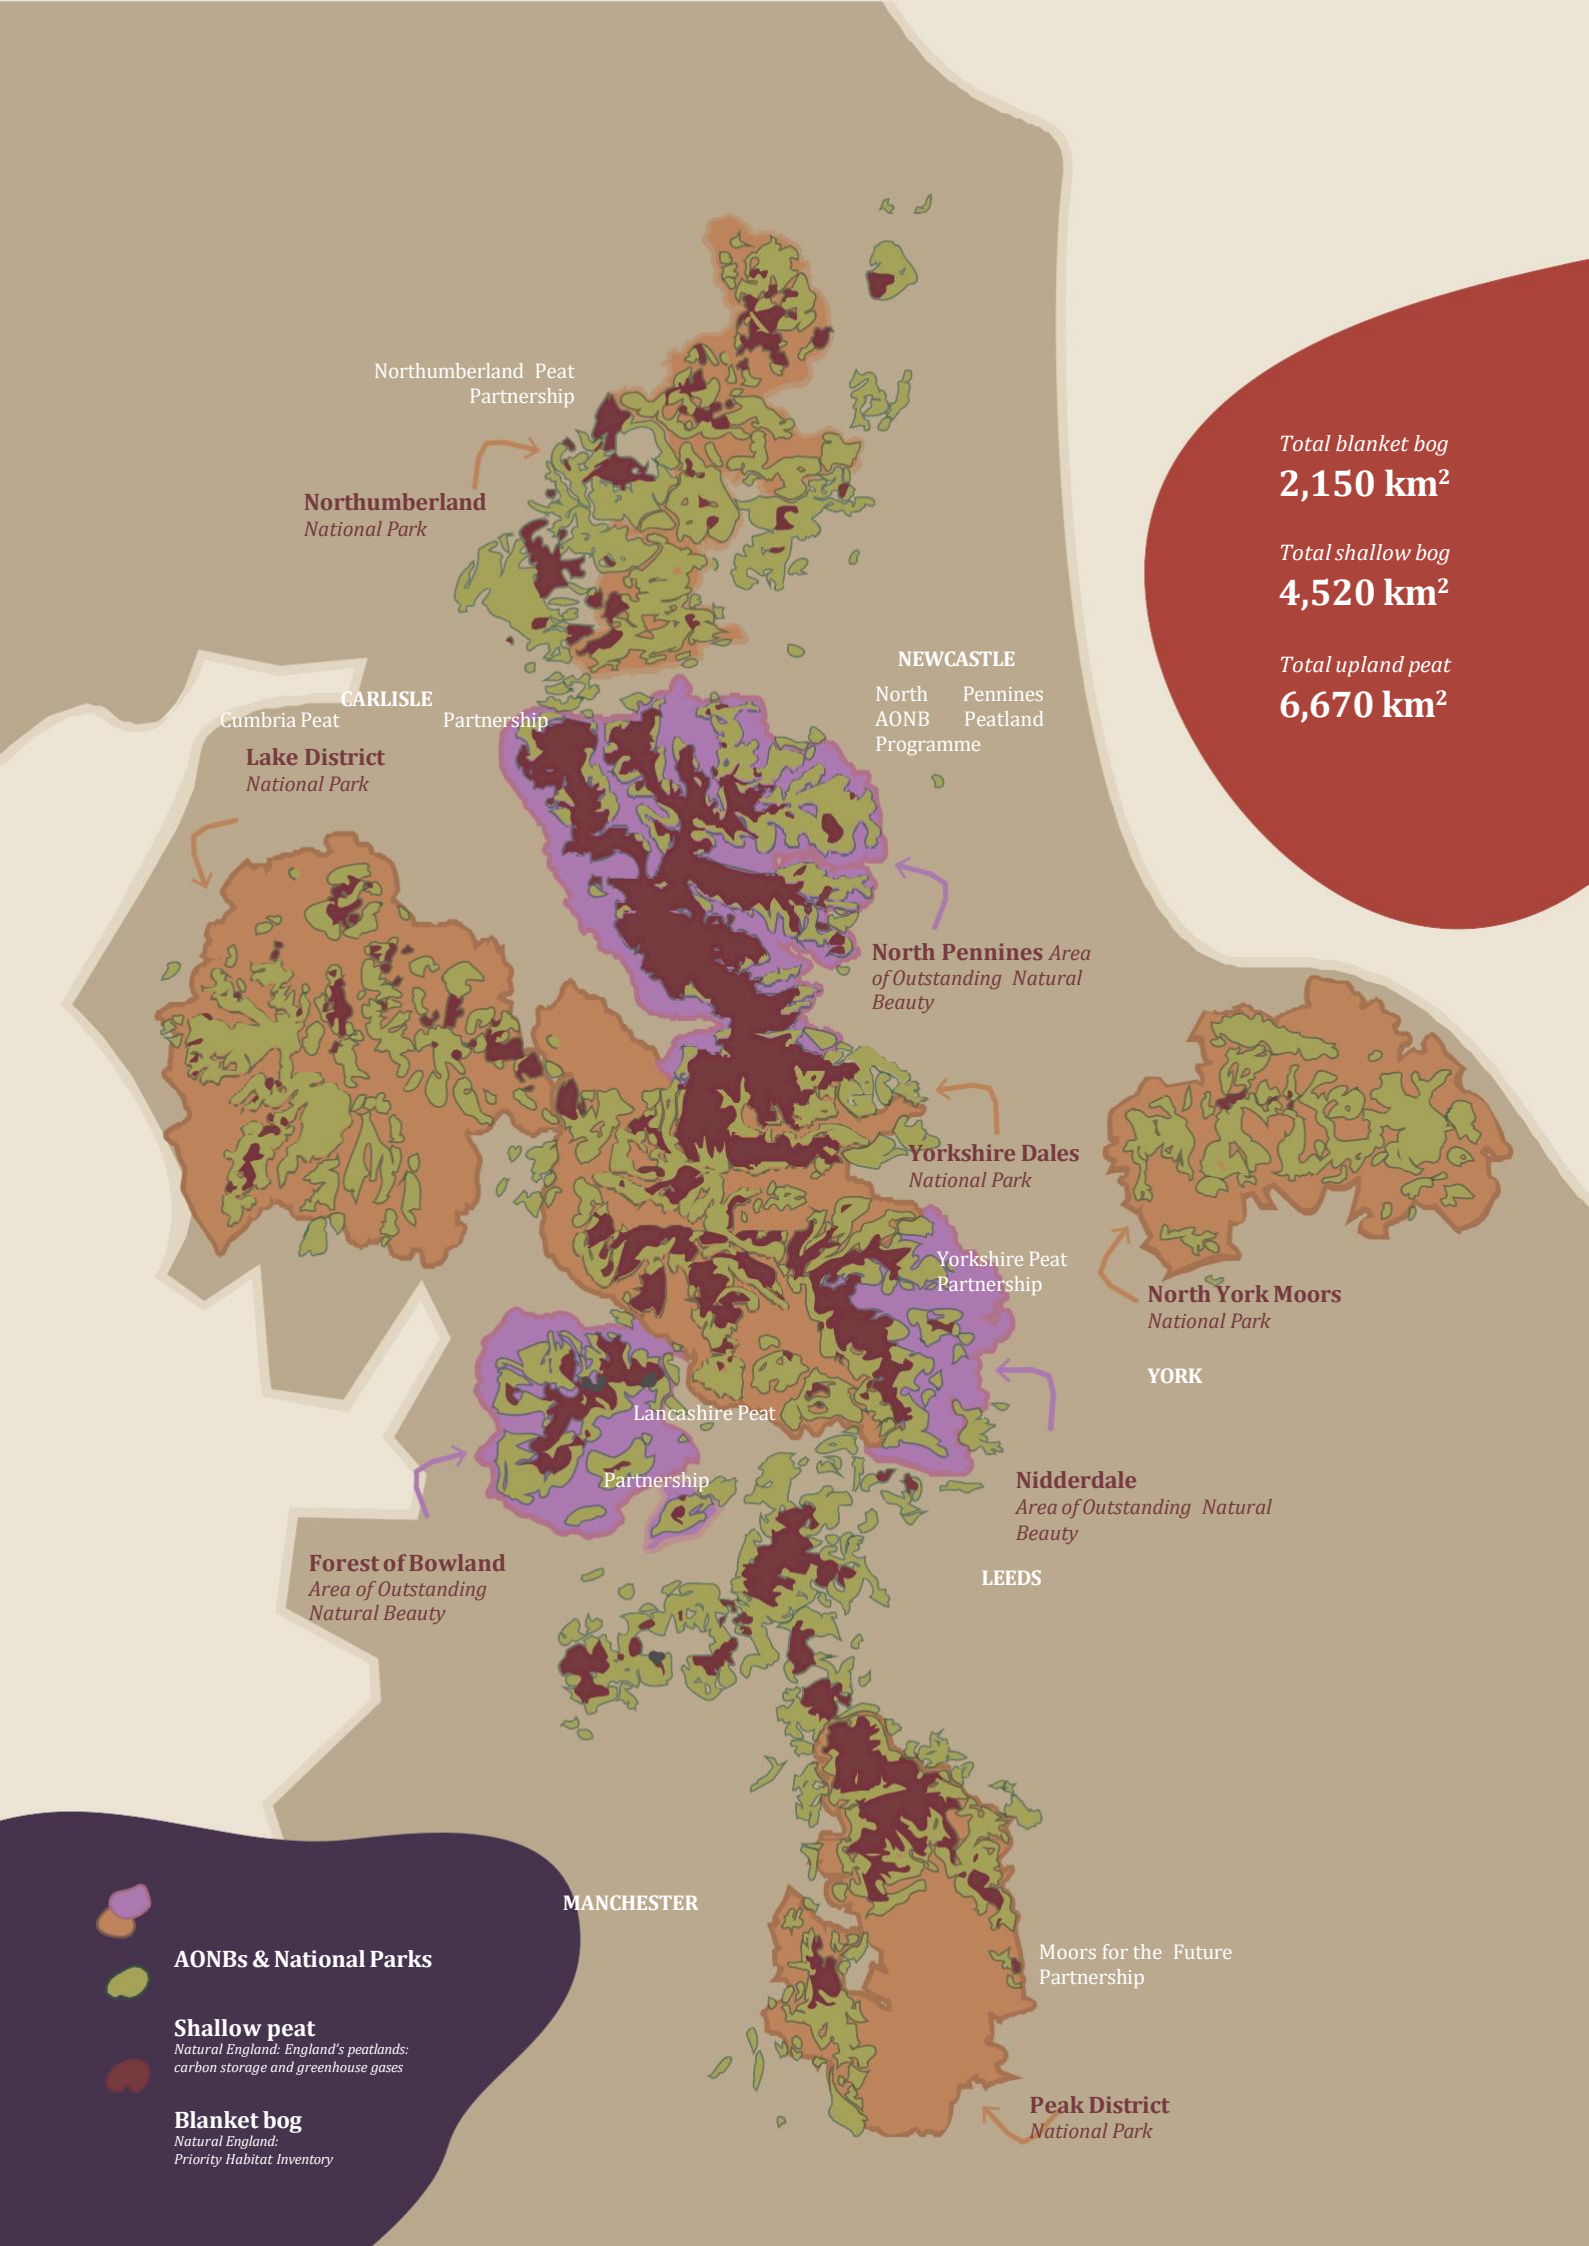 Total blanket bog
2,150 km²
Total shallow bog
4,520 km²
Total upland peat
6,670 km²
Northumberland Peat
Partnership
Northumberland
National Park
NEWCASTLE
North Pennines
AONB Peatland
Programme
CARLISLE
Cumbria Peat Partnership
Lake District
National Park
North Pennines Area
of Outstanding Natural
Beauty
Yorkshire Dales
National Park
Yorkshire Peat
Partnership
North York Moors
National Park
YORK
Lancashire Peat
Partnership
Nidderdale
Area of Outstanding Natural
Beauty
Forest of Bowland
Area of Outstanding
Natural Beauty
LEEDS
MANCHESTER
Moors for the Future
Partnership
Peak District
National Park
AONBs & National Parks
Shallow peat
Natural England: England's peatlands:
carbon storage and greenhouse gases
Blanket bog
Natural England:
Priority Habitat Inventory